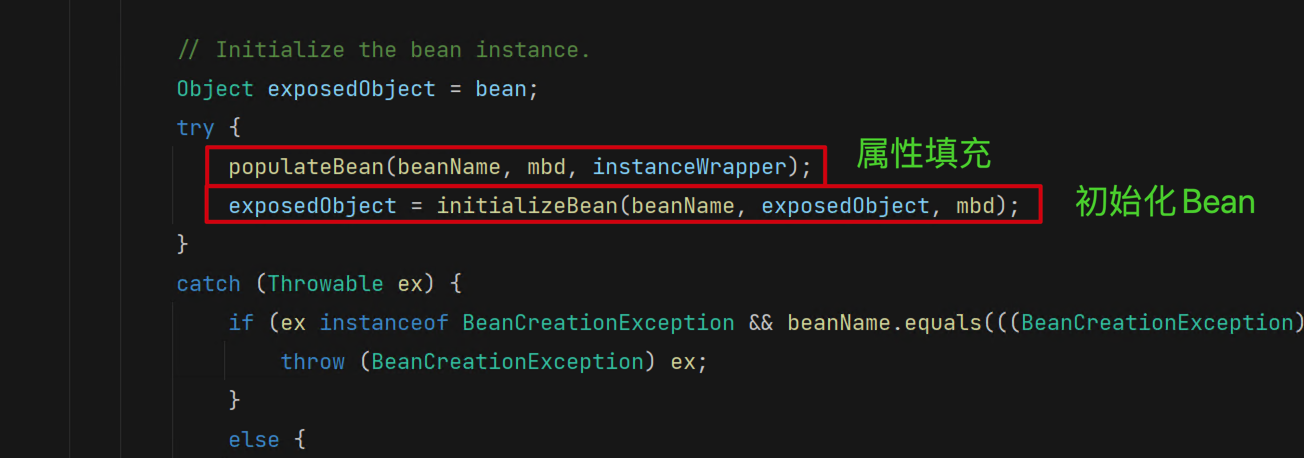 // Initialize the bean instance.
Object exposedObject = bean;
try {
populateBean(beanName, mbd, instanceWrapper);
属性填充
exposedObject = initializeBean(beanName, exposedObject, mbd);
初始化 Bean
}
catch (Throwable ex) {
if (ex instanceof BeanCreationException && beanName.equals(((BeanCreationException)
throw (BeanCreationException) ex;
}
else {